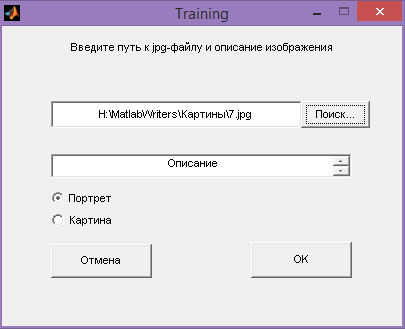 Training
Введите путь к jpg-файлу и описание изображения
H:\MatlabWriters\Картины\7.jpg
Поиск...
Описание
Портрет
Картина
Отмена
OK